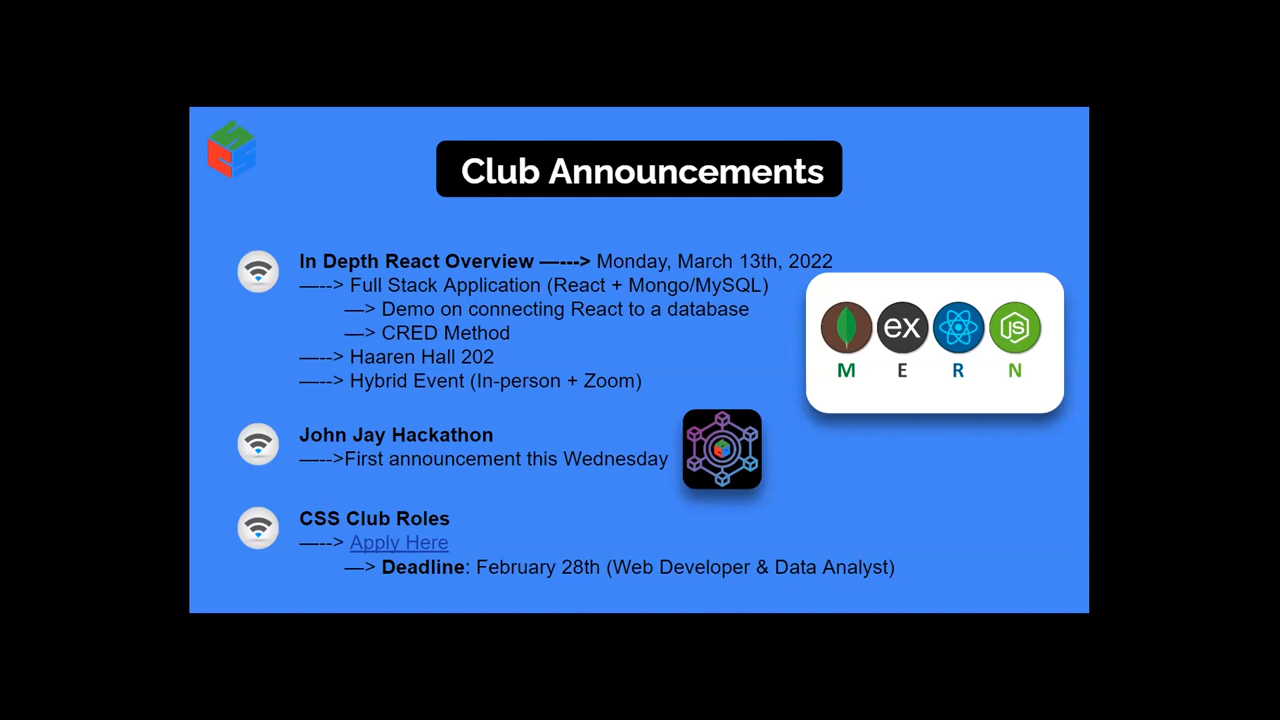 Club Announcements
In Depth React Overview —---> Monday, March 13th, 2022
—---> Full Stack Application (React + Mongo/MySQL)
—> Demo on connecting React to a database
—> CRED Method
—---> Haaren Hall 202
—---> Hybrid Event (In-person + Zoom)
ex
JS
M E R N
John Jay Hackathon
—--->First announcement this Wednesday
CSS Club Roles
—---> Apply Here
—> Deadline: February 28th (Web Developer & Data Analyst)